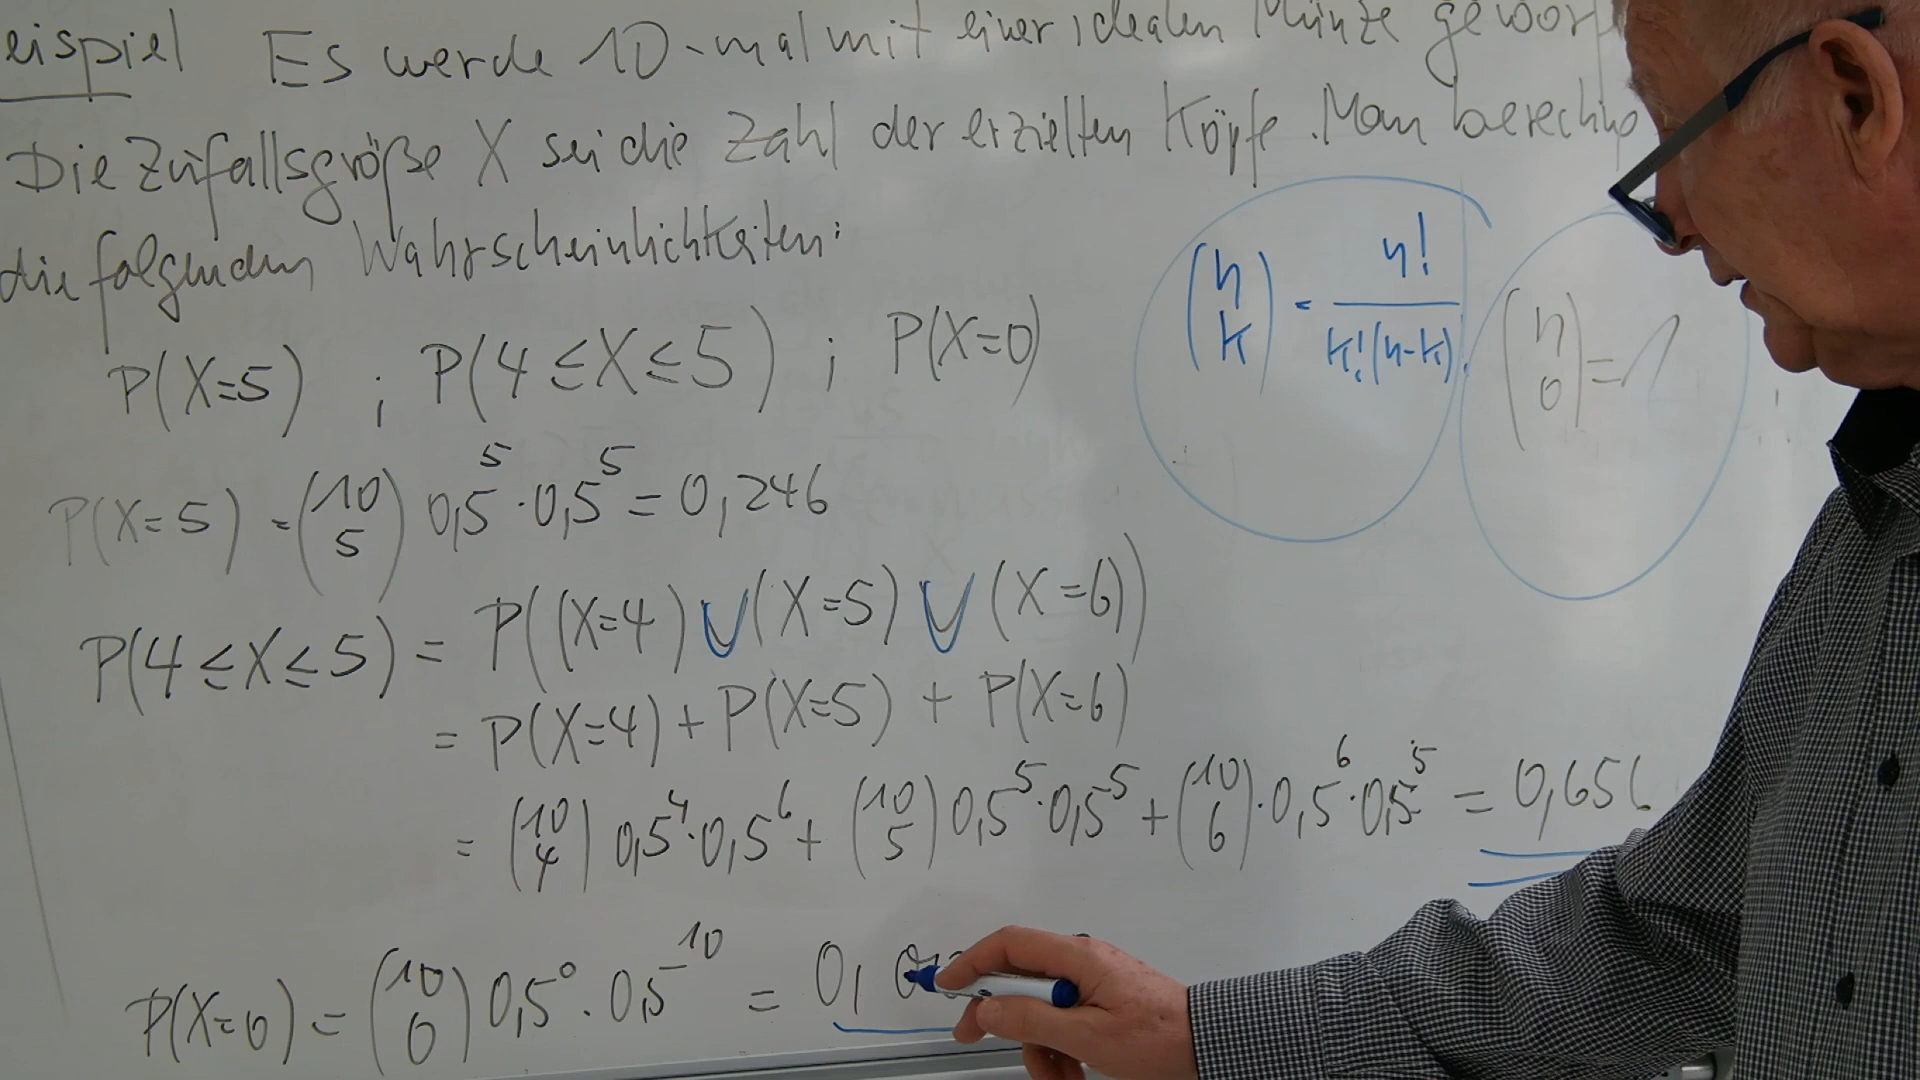 eispiel Es werde 10-mal mit einer idealen Münze geworf
Die Zufallsgröße X sei die Zahl der erzielten Köpfe. Man berechne
die folgenden Wahrscheinlichkeiten:
P(X=5) ; P(4 ≤ X ≤ 5) ; P(X=0)
(n k) = n! / k!(n-k)!
(n 0) = 1
P(X=5) = (10 5) 0,5^5 · 0,5^5 = 0,246
P(4 ≤ X ≤ 5) = P((X=4) ∪ (X=5) ∪ (X=6))
= P(X=4) + P(X=5) + P(X=6)
= (10 4) 0,5^4 · 0,5^6 + (10 5) 0,5^5 · 0,5^5 + (10 6) · 0,5^6 · 0,5^5 = 0,656
P(X=0) = (10 0) 0,5^0 · 0,5^10 = 0,